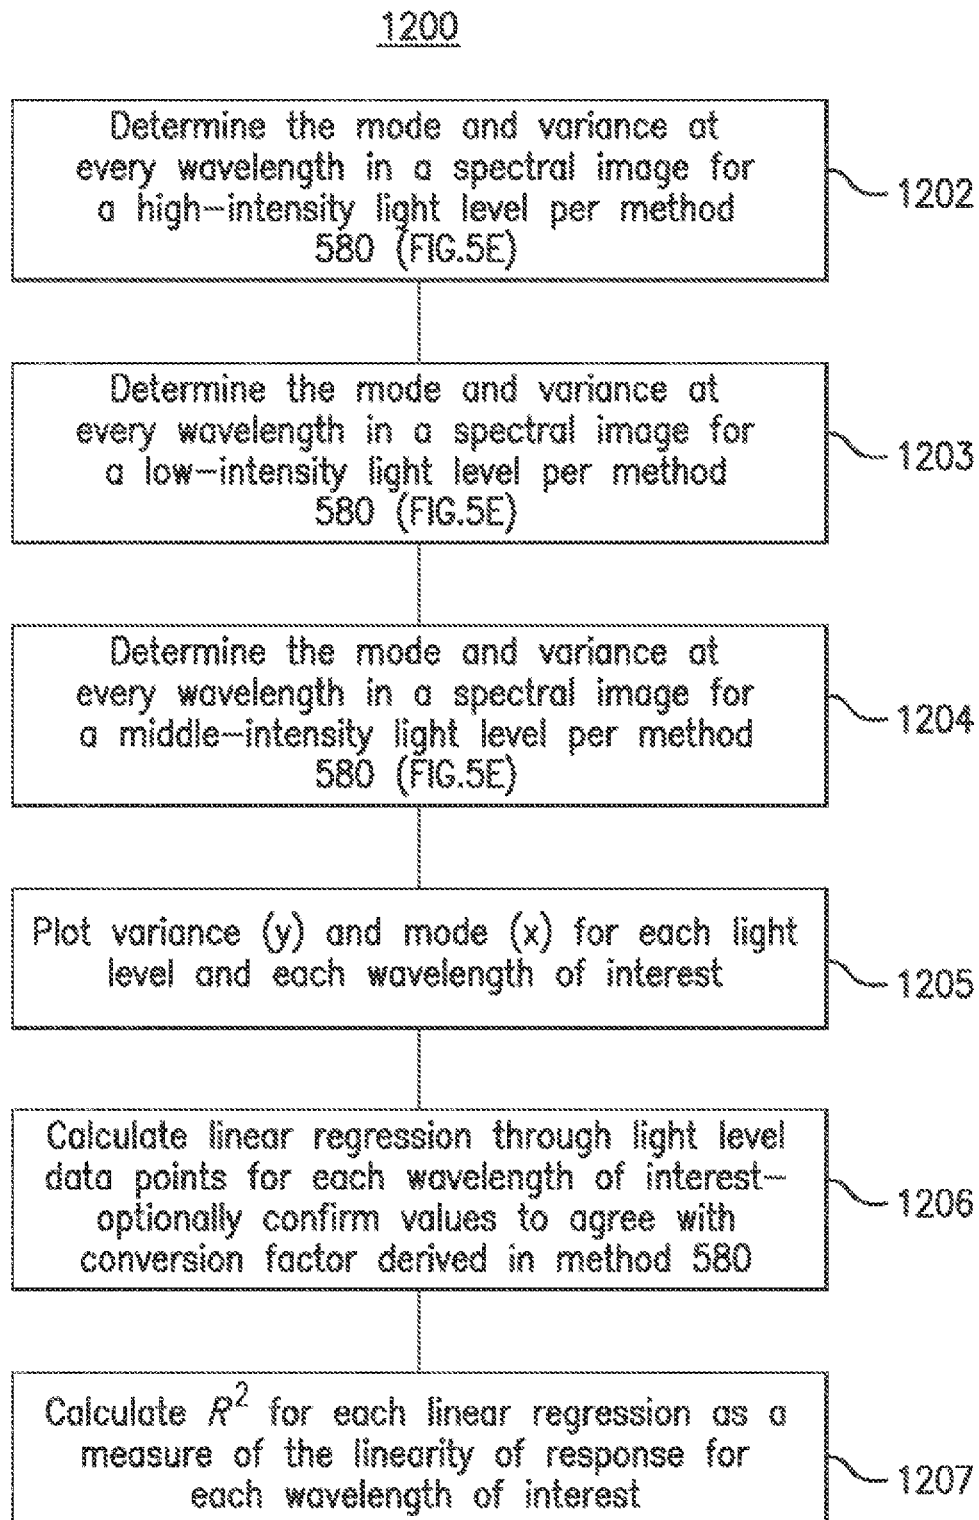 1200
Determine the mode and variance at
every wavelength in a spectral image for
a high-intensity light level per method
580 (FIG.5E)
1202
Determine the mode and variance at
every wavelength in a spectral image for
a low-intensity light level per method
580 (FIG.5E)
1203
Determine the mode and variance at
every wavelength in a spectral image for
a middle-intensity light level per method
580 (FIG.5E)
1204
Plot variance (y) and mode (x) for each light
level and each wavelength of interest
1205
Calculate linear regression through light level
data points for each wavelength of interest-
optionally confirm values to agree with
conversion factor derived in method 580
1206
Calculate R² for each linear regression as a
measure of the linearity of response for
each wavelength of interest
1207